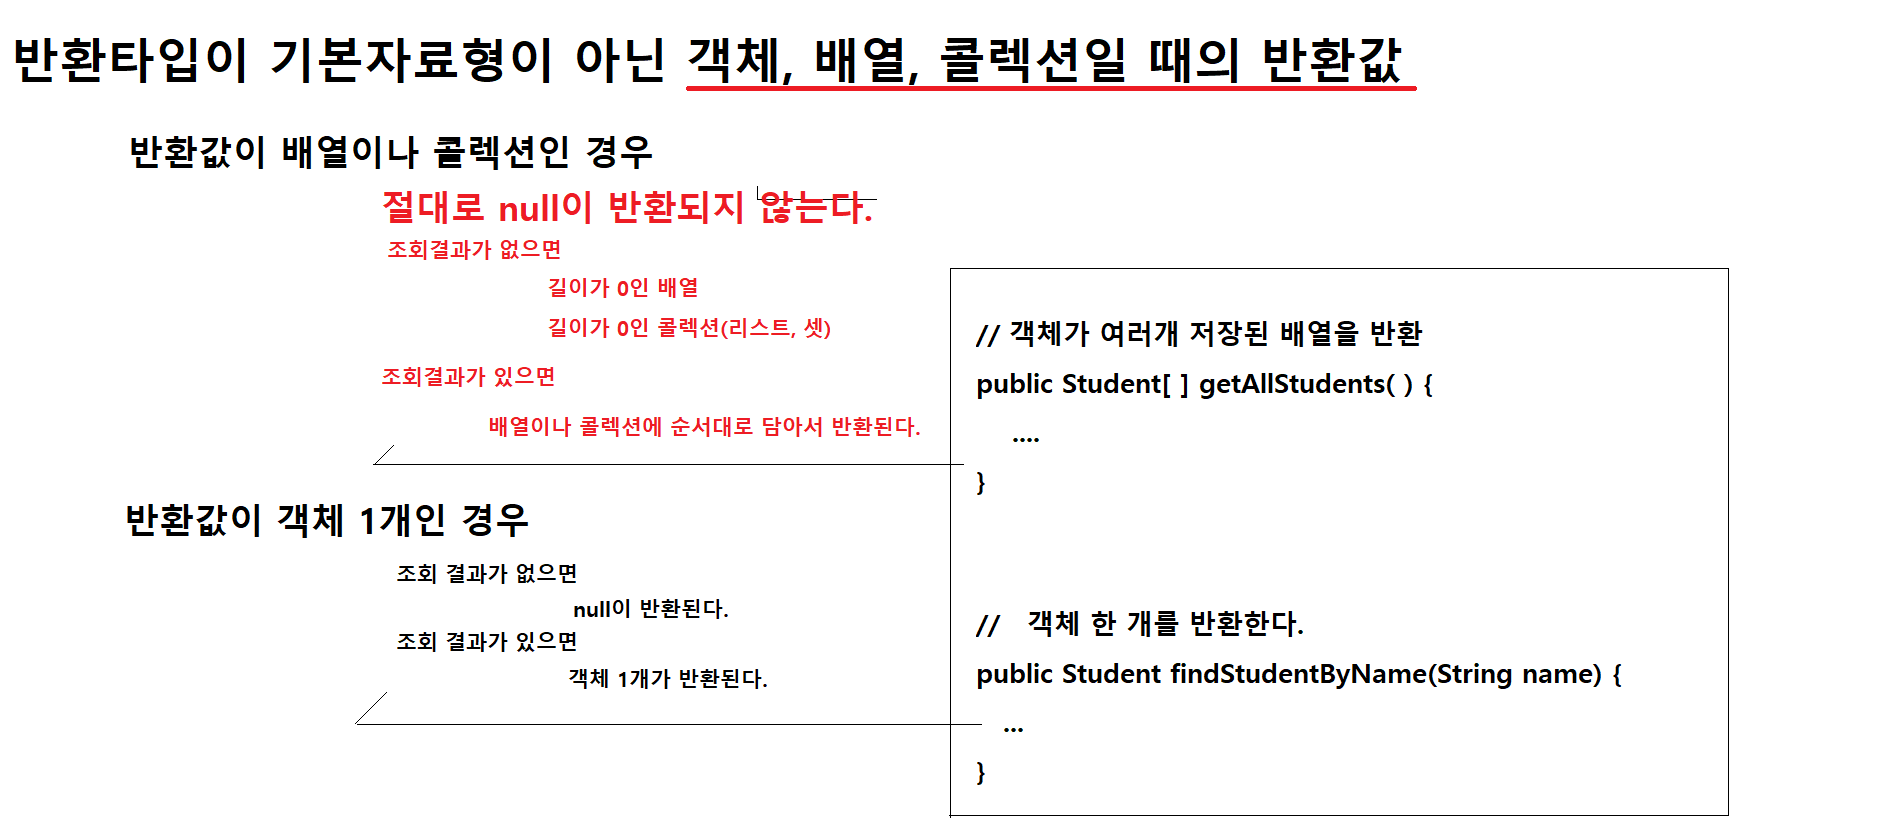 반환타입이 기본자료형이 아닌 객체, 배열, 콜렉션일 때의 반환값
반환값이 배열이나 콜렉션인 경우
절대로 null이 반환되지 않는다.
조회결과가 없으면
길이가 0인 배열
길이가 0인 콜렉션(리스트, 셋)
조회결과가 있으면
배열이나 콜렉션에 순서대로 담아서 반환된다.
반환값이 객체 1개인 경우
조회 결과가 없으면
null이 반환된다.
조회 결과가 있으면
객체 1개가 반환된다.
// 객체가 여러개 저장된 배열을 반환
public Student[ ] getAllStudents( ) {
....
}
// 객체 한 개를 반환한다.
public Student findStudentByName(String name) {
...
}